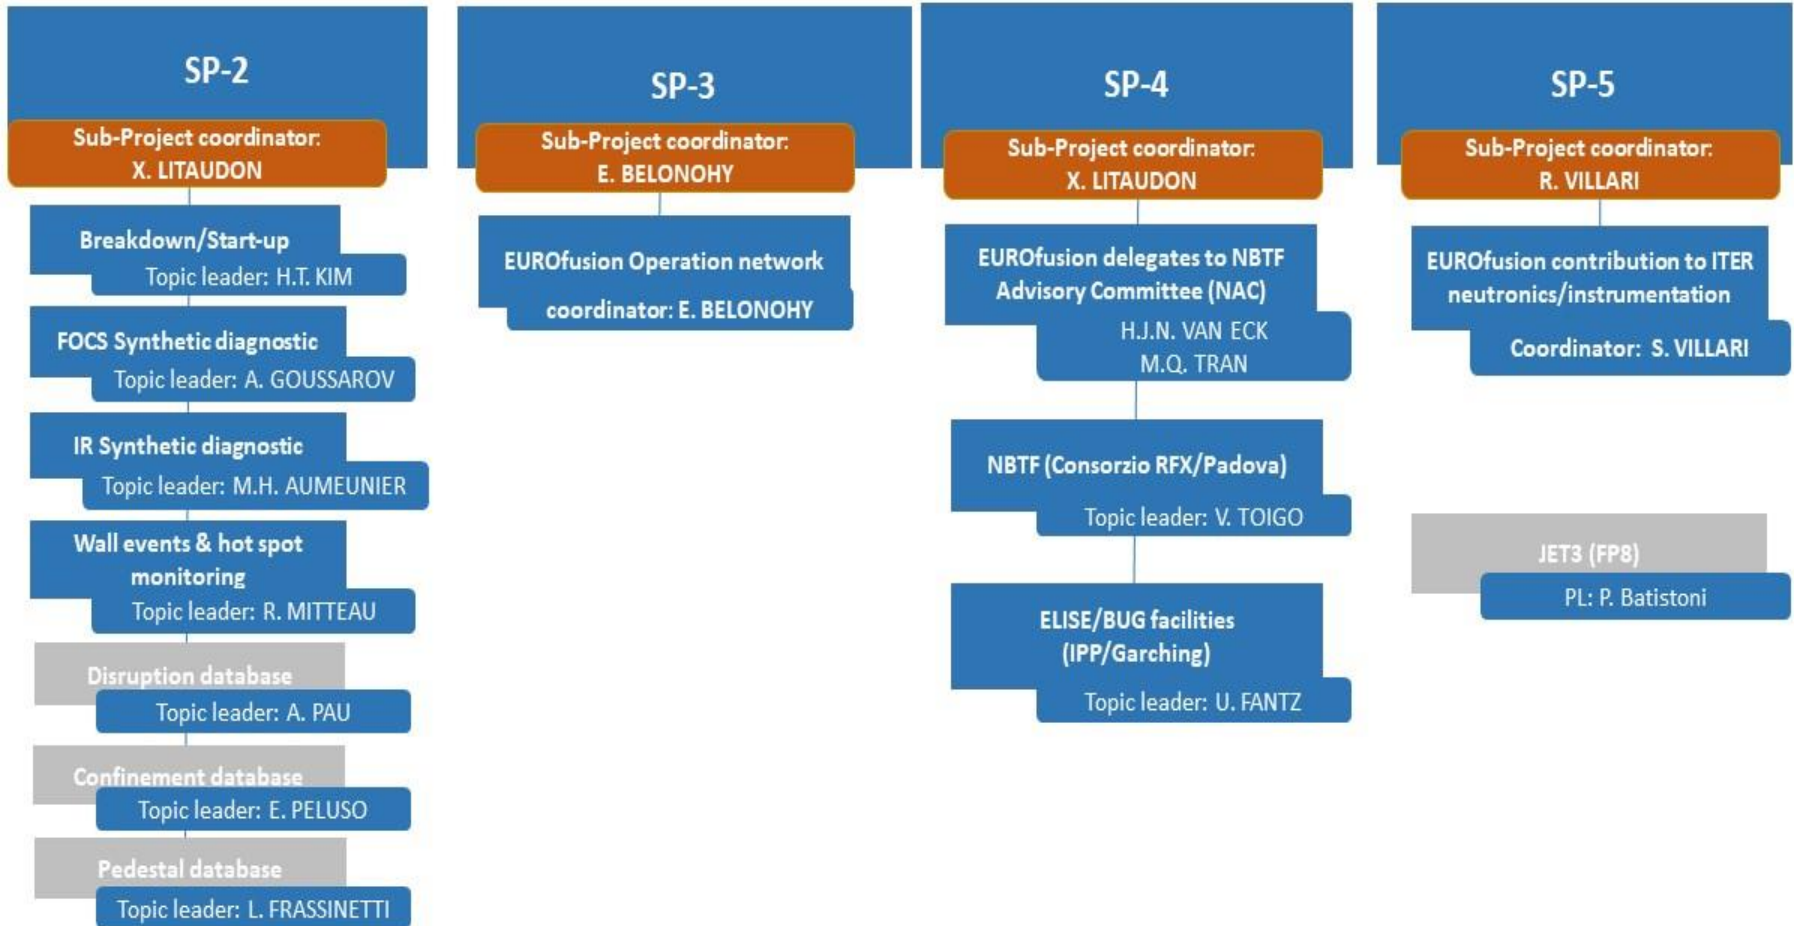 SP-2
Sub-Project coordinator:
X. LITAUDON
Breakdown/Start-up
Topic leader: H.T. KIM
FOCS Synthetic diagnostic
Topic leader: A. GOUSSAROV
IR Synthetic diagnostic
Topic leader: M.H. AUMEUNIER
Wall events & hot spot
monitoring
Topic leader: R. MITTEAU
Disruption database
Topic leader: A. PAU
Confinement database
Topic leader: E. PELUSO
Pedestal database
Topic leader: L. FRASSINETTI
SP-3
Sub-Project coordinator:
E. BELONOHY
EUROfusion Operation network
coordinator: E. BELONOHY
SP-4
Sub-Project coordinator:
X. LITAUDON
EUROfusion delegates to NBTF
Advisory Committee (NAC)
H.J.N. VAN ECK
M.Q. TRAN
NBTF (Consorzio RFX/Padova)
Topic leader: V. TOIGO
ELISE/BUG facilities
(IPP/Garching)
Topic leader: U. FANTZ
SP-5
Sub-Project coordinator:
R. VILLARI
EUROfusion contribution to ITER
neutronics/instrumentation
Coordinator: S. VILLARI
JET3 (FP8)
PL: P. Batistoni